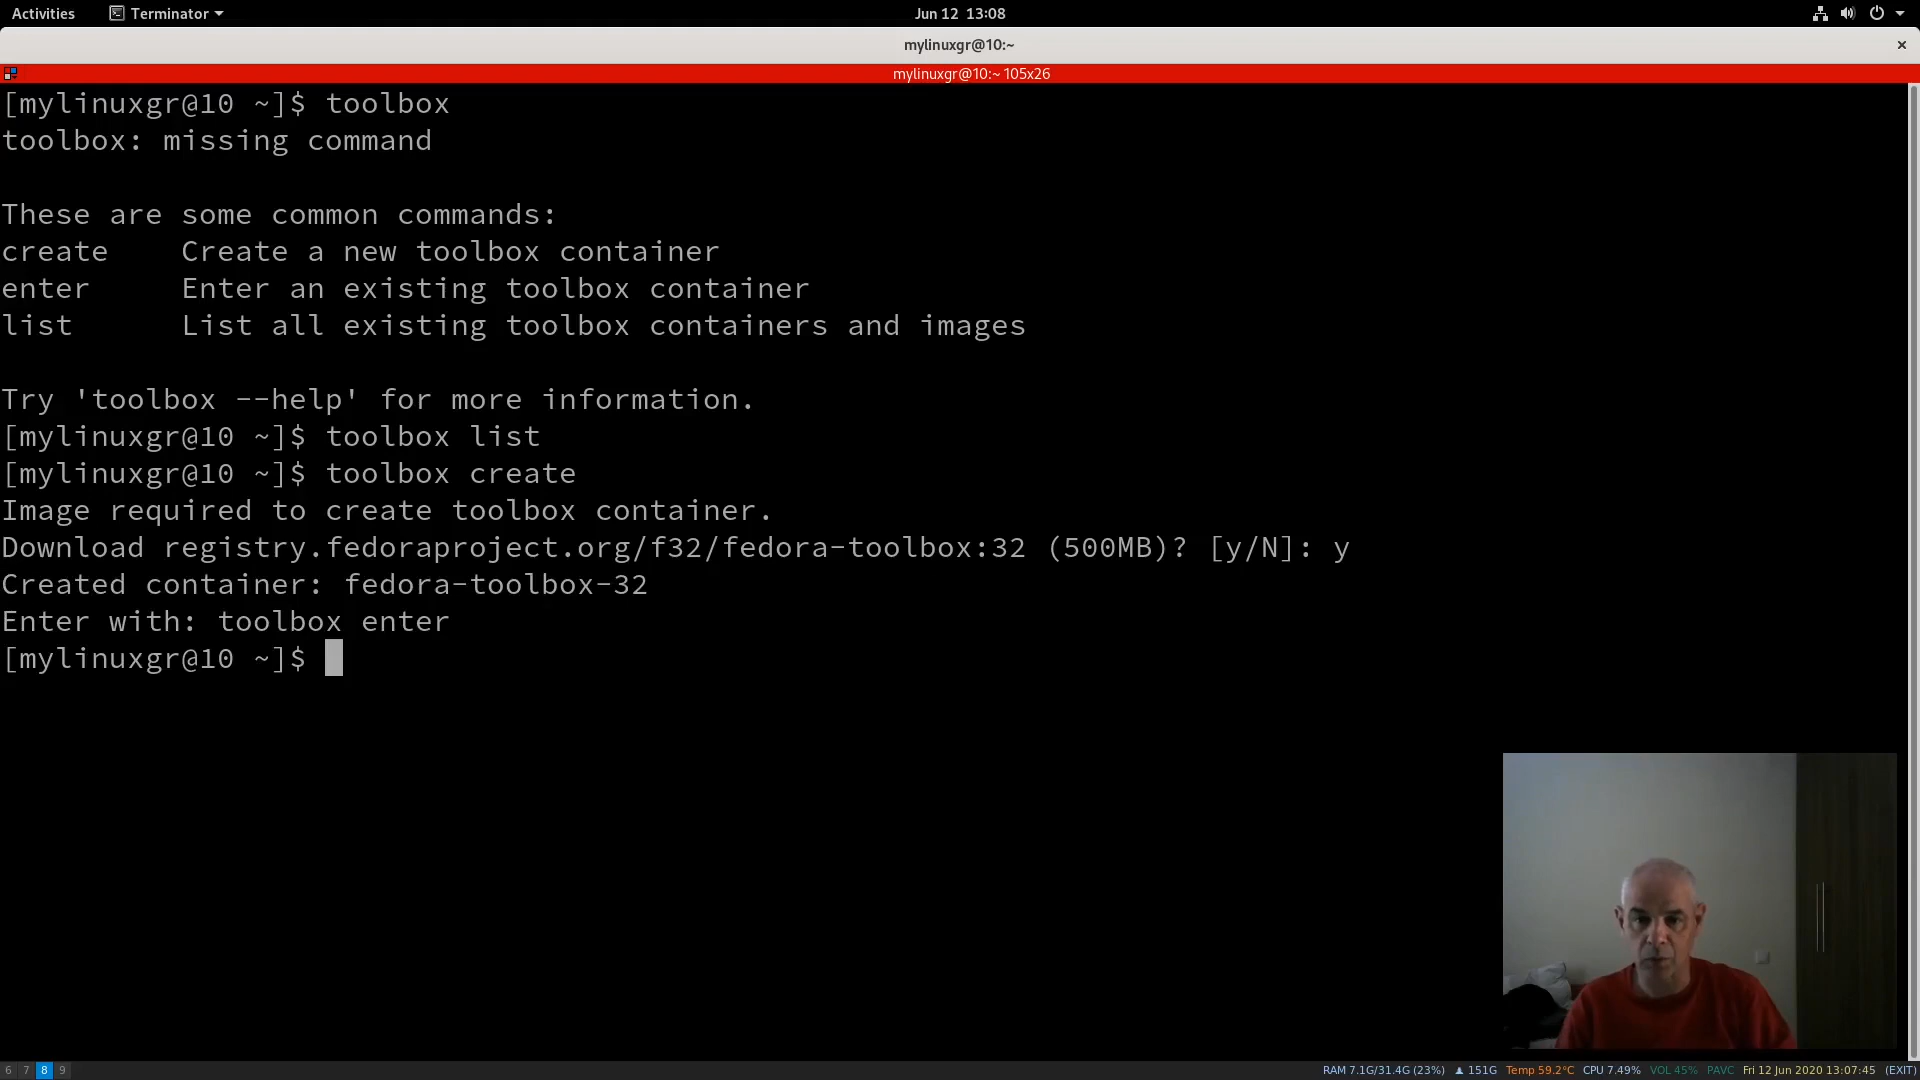 Activities Terminator Jun 12 13:08
mylinuxgr@10:~ ×
mylinuxgr@10:~ 105x26
[mylinuxgr@10 ~]$ toolbox
toolbox: missing command
These are some common commands:
create Create a new toolbox container
enter Enter an existing toolbox container
list List all existing toolbox containers and images
Try 'toolbox --help' for more information.
[mylinuxgr@10 ~]$ toolbox list
[mylinuxgr@10 ~]$ toolbox create
Image required to create toolbox container.
Download registry.fedoraproject.org/f32/fedora-toolbox:32 (500MB)? [y/N]: y
Created container: fedora-toolbox-32
Enter with: toolbox enter
[mylinuxgr@10 ~]$
6 7 8 9 RAM 7.1G/31.4G (23%) 151G Temp 59.2°C CPU 7.49% VOL 45% PAVC Fri 12 Jun 2020 13:07:45 (EXIT)